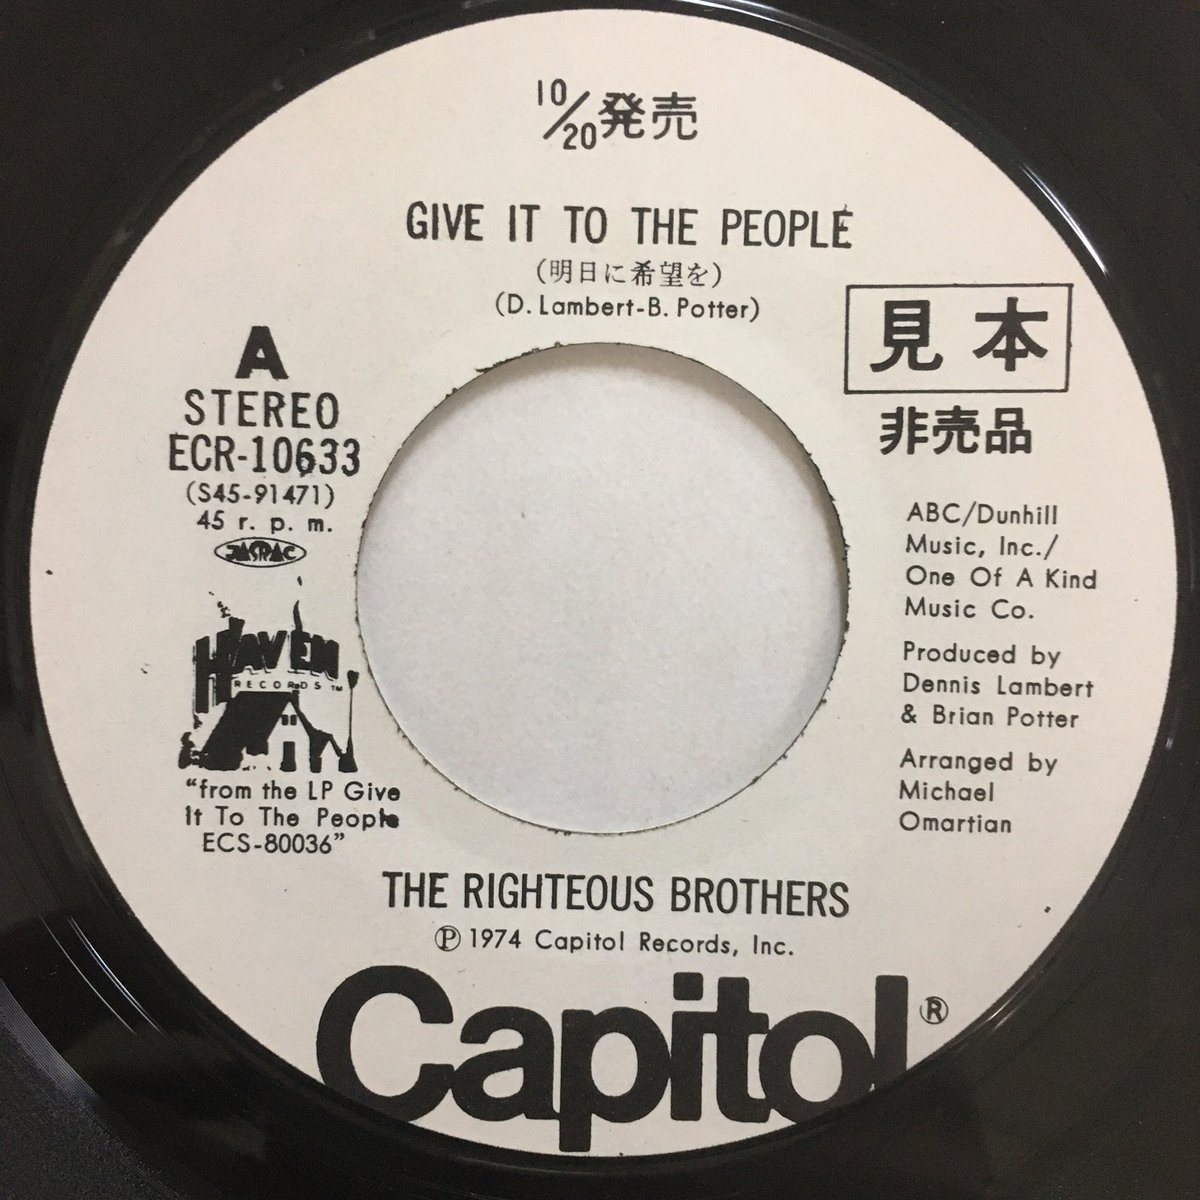 10/20発売
GIVE IT TO THE PEOPLE
(明日に希望を)
(D. Lambert-B. Potter)
見本
非売品
A
STEREO
ECR-10633
(S45-91471)
45 r. p. m.
JASRAC
HEAVEN
RECORDS™
"from the LP Give
It To The People
ECS-80036"
ABC/Dunhill
Music, Inc./
One Of A Kind
Music Co.
Produced by
Dennis Lambert
& Brian Potter
Arranged by
Michael
Omartian
THE RIGHTEOUS BROTHERS
Ⓟ 1974 Capitol Records, Inc.
Capitol®